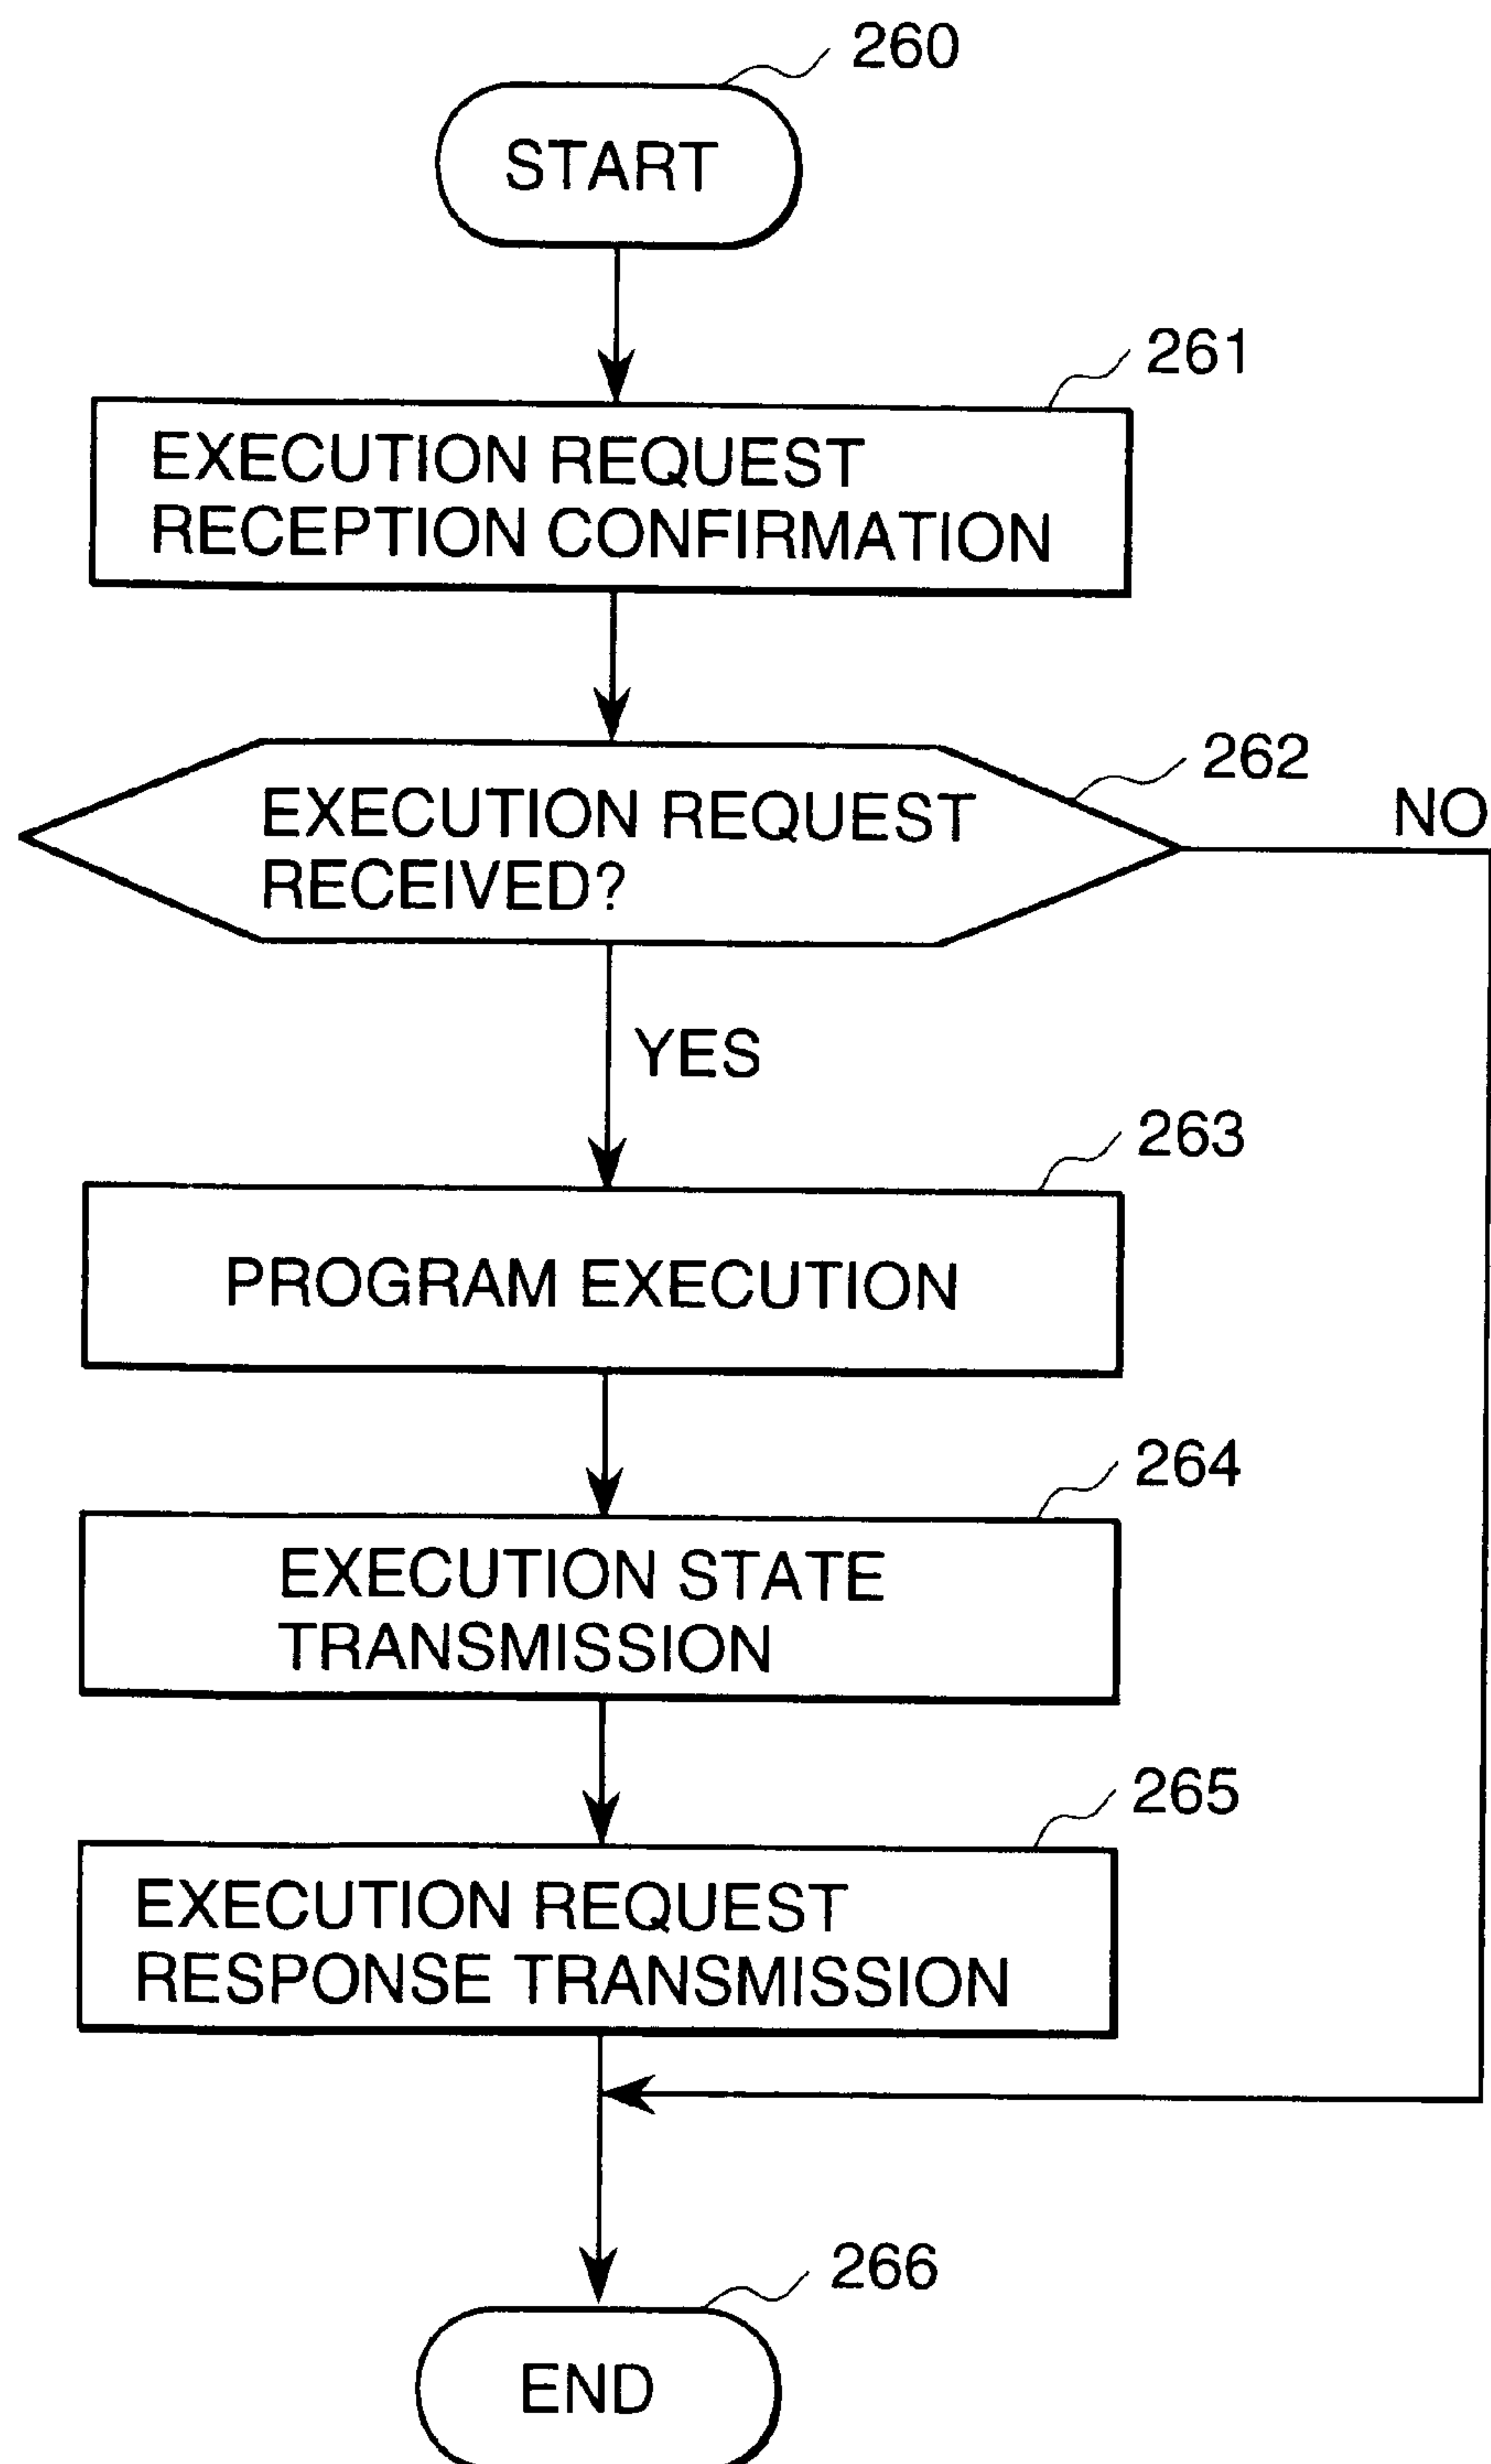 260
START
261
EXECUTION REQUEST
RECEPTION CONFIRMATION
262
EXECUTION REQUEST
RECEIVED?
NO
YES
263
PROGRAM EXECUTION
264
EXECUTION STATE
TRANSMISSION
265
EXECUTION REQUEST
RESPONSE TRANSMISSION
266
END